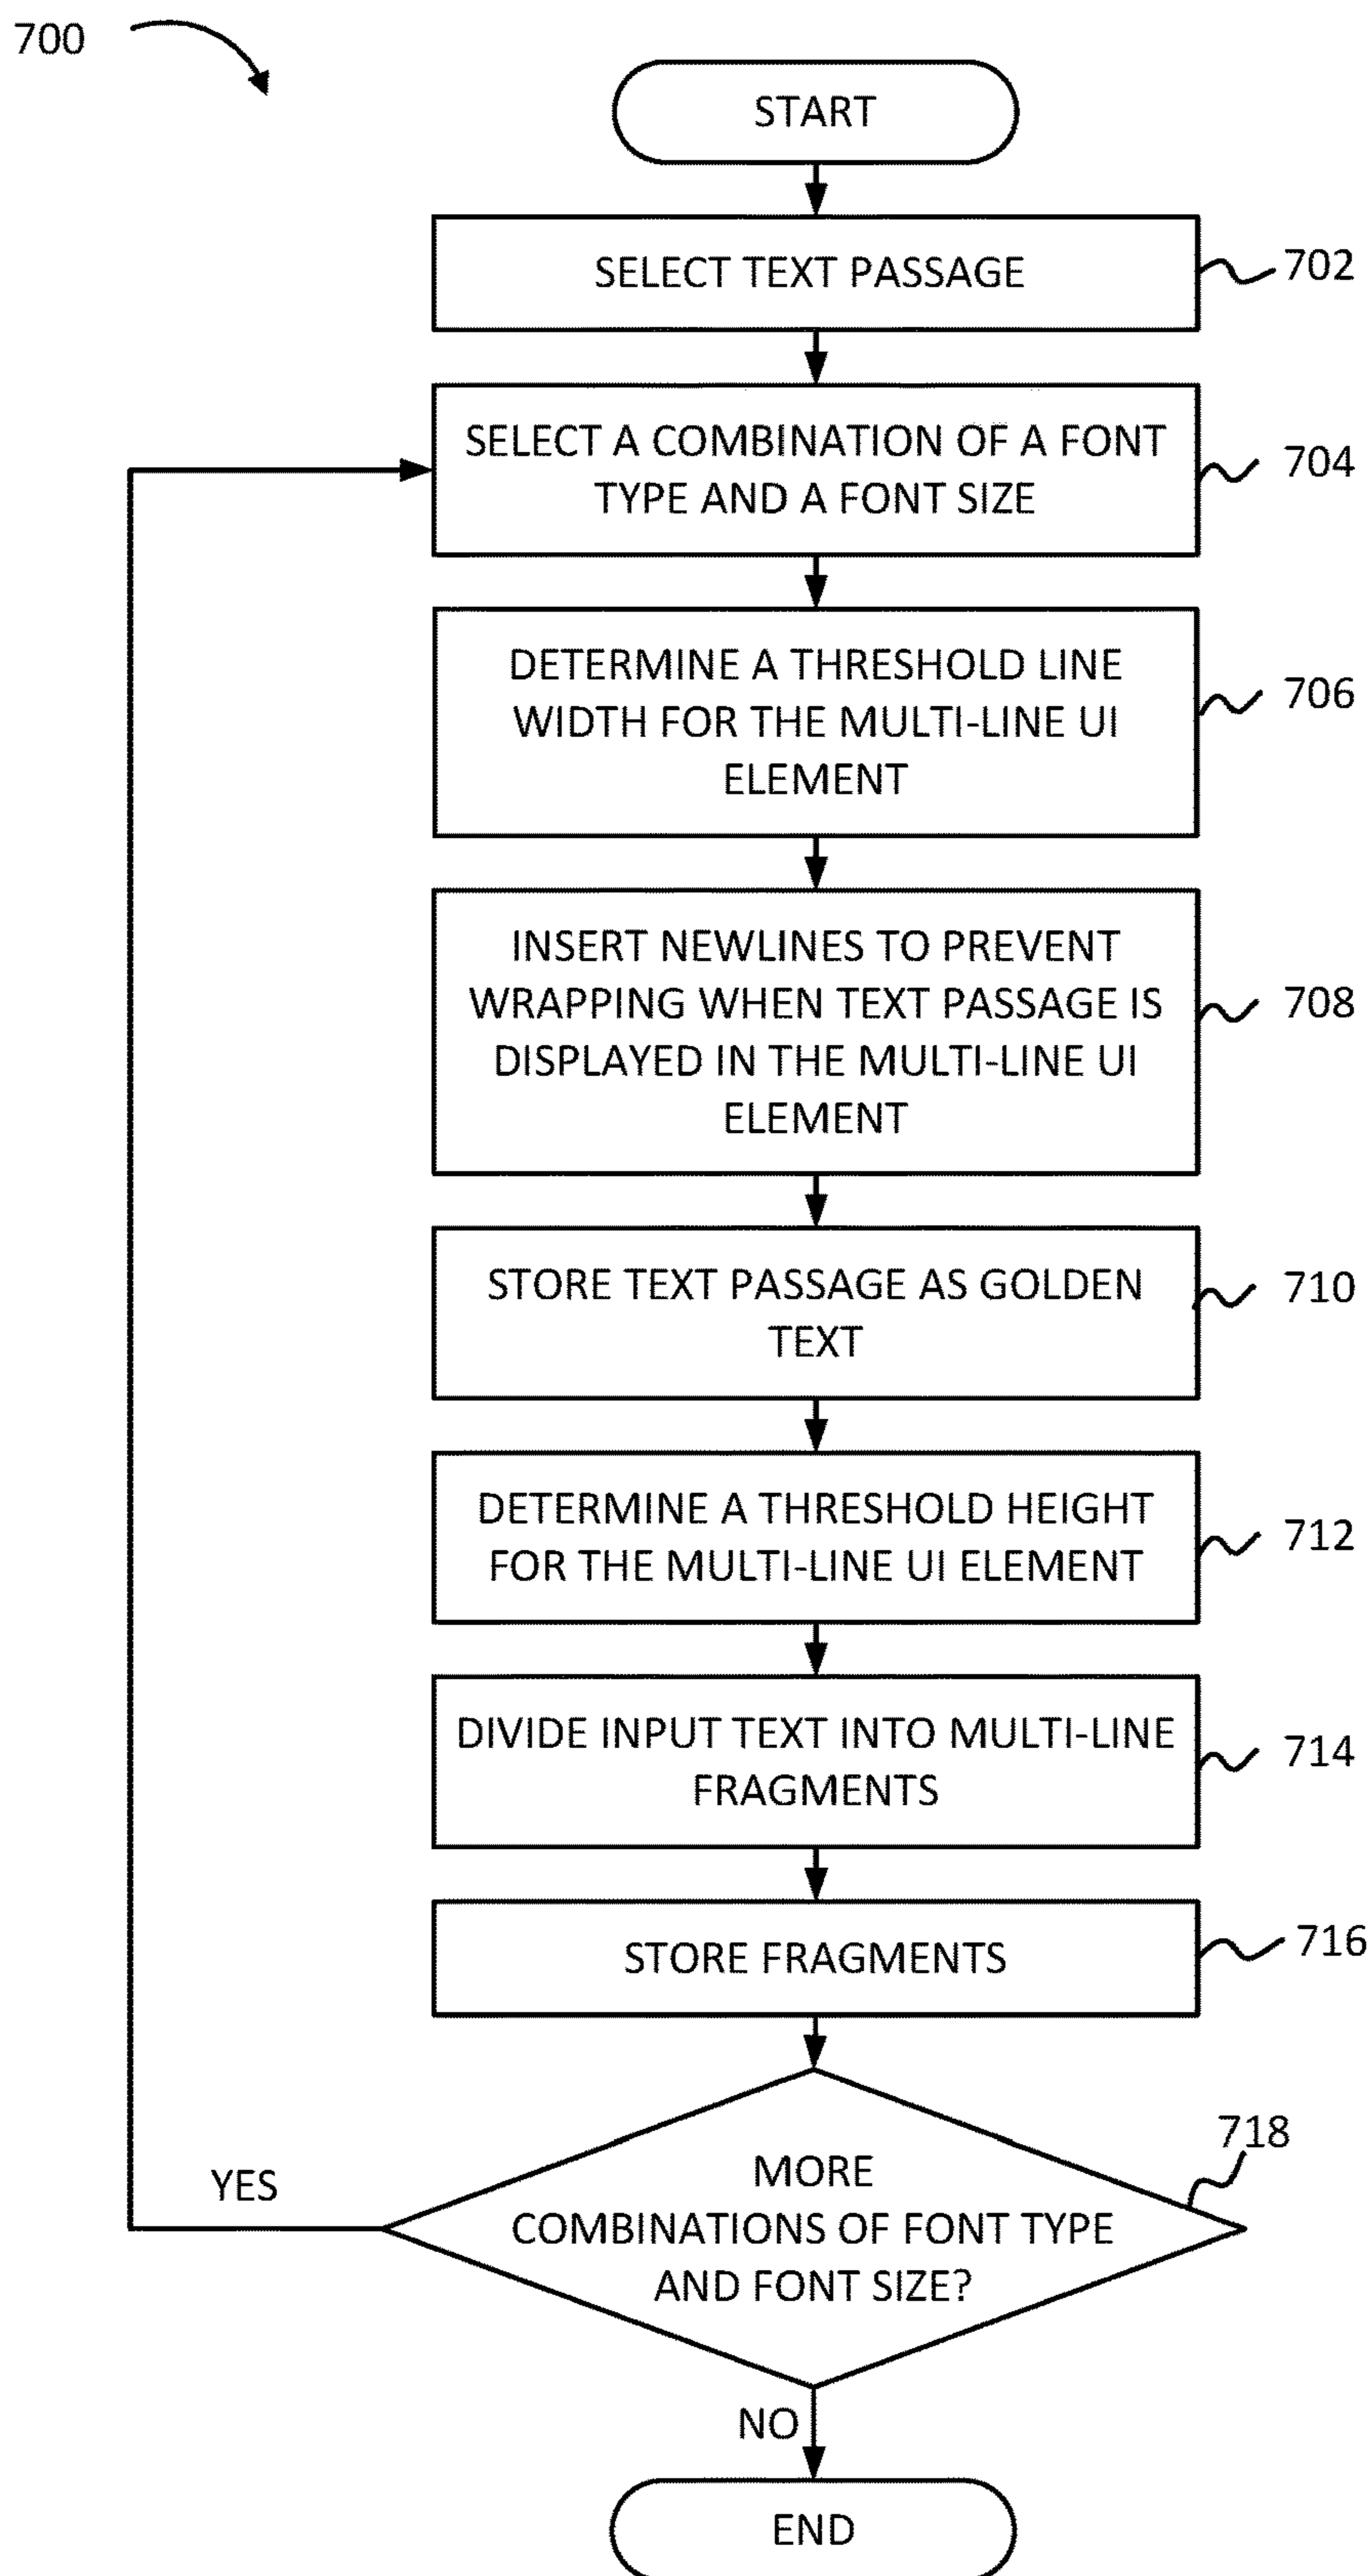 700
START
SELECT TEXT PASSAGE
702
SELECT A COMBINATION OF A FONT
TYPE AND A FONT SIZE
704
DETERMINE A THRESHOLD LINE
WIDTH FOR THE MULTI-LINE UI
ELEMENT
706
INSERT NEWLINES TO PREVENT
WRAPPING WHEN TEXT PASSAGE IS
DISPLAYED IN THE MULTI-LINE UI
ELEMENT
708
STORE TEXT PASSAGE AS GOLDEN
TEXT
710
DETERMINE A THRESHOLD HEIGHT
FOR THE MULTI-LINE UI ELEMENT
712
DIVIDE INPUT TEXT INTO MULTI-LINE
FRAGMENTS
714
STORE FRAGMENTS
716
718
MORE
COMBINATIONS OF FONT TYPE
AND FONT SIZE?
YES
NO
END